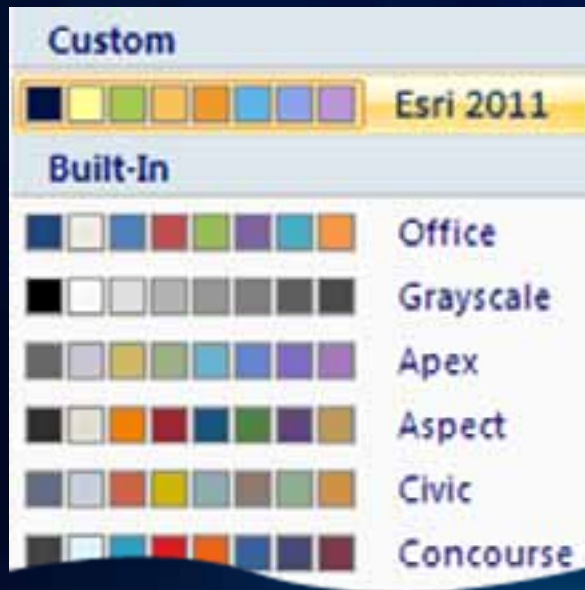 Custom
Esri 2011
Built-In
Office
Grayscale
Apex
Aspect
Civic
Concourse